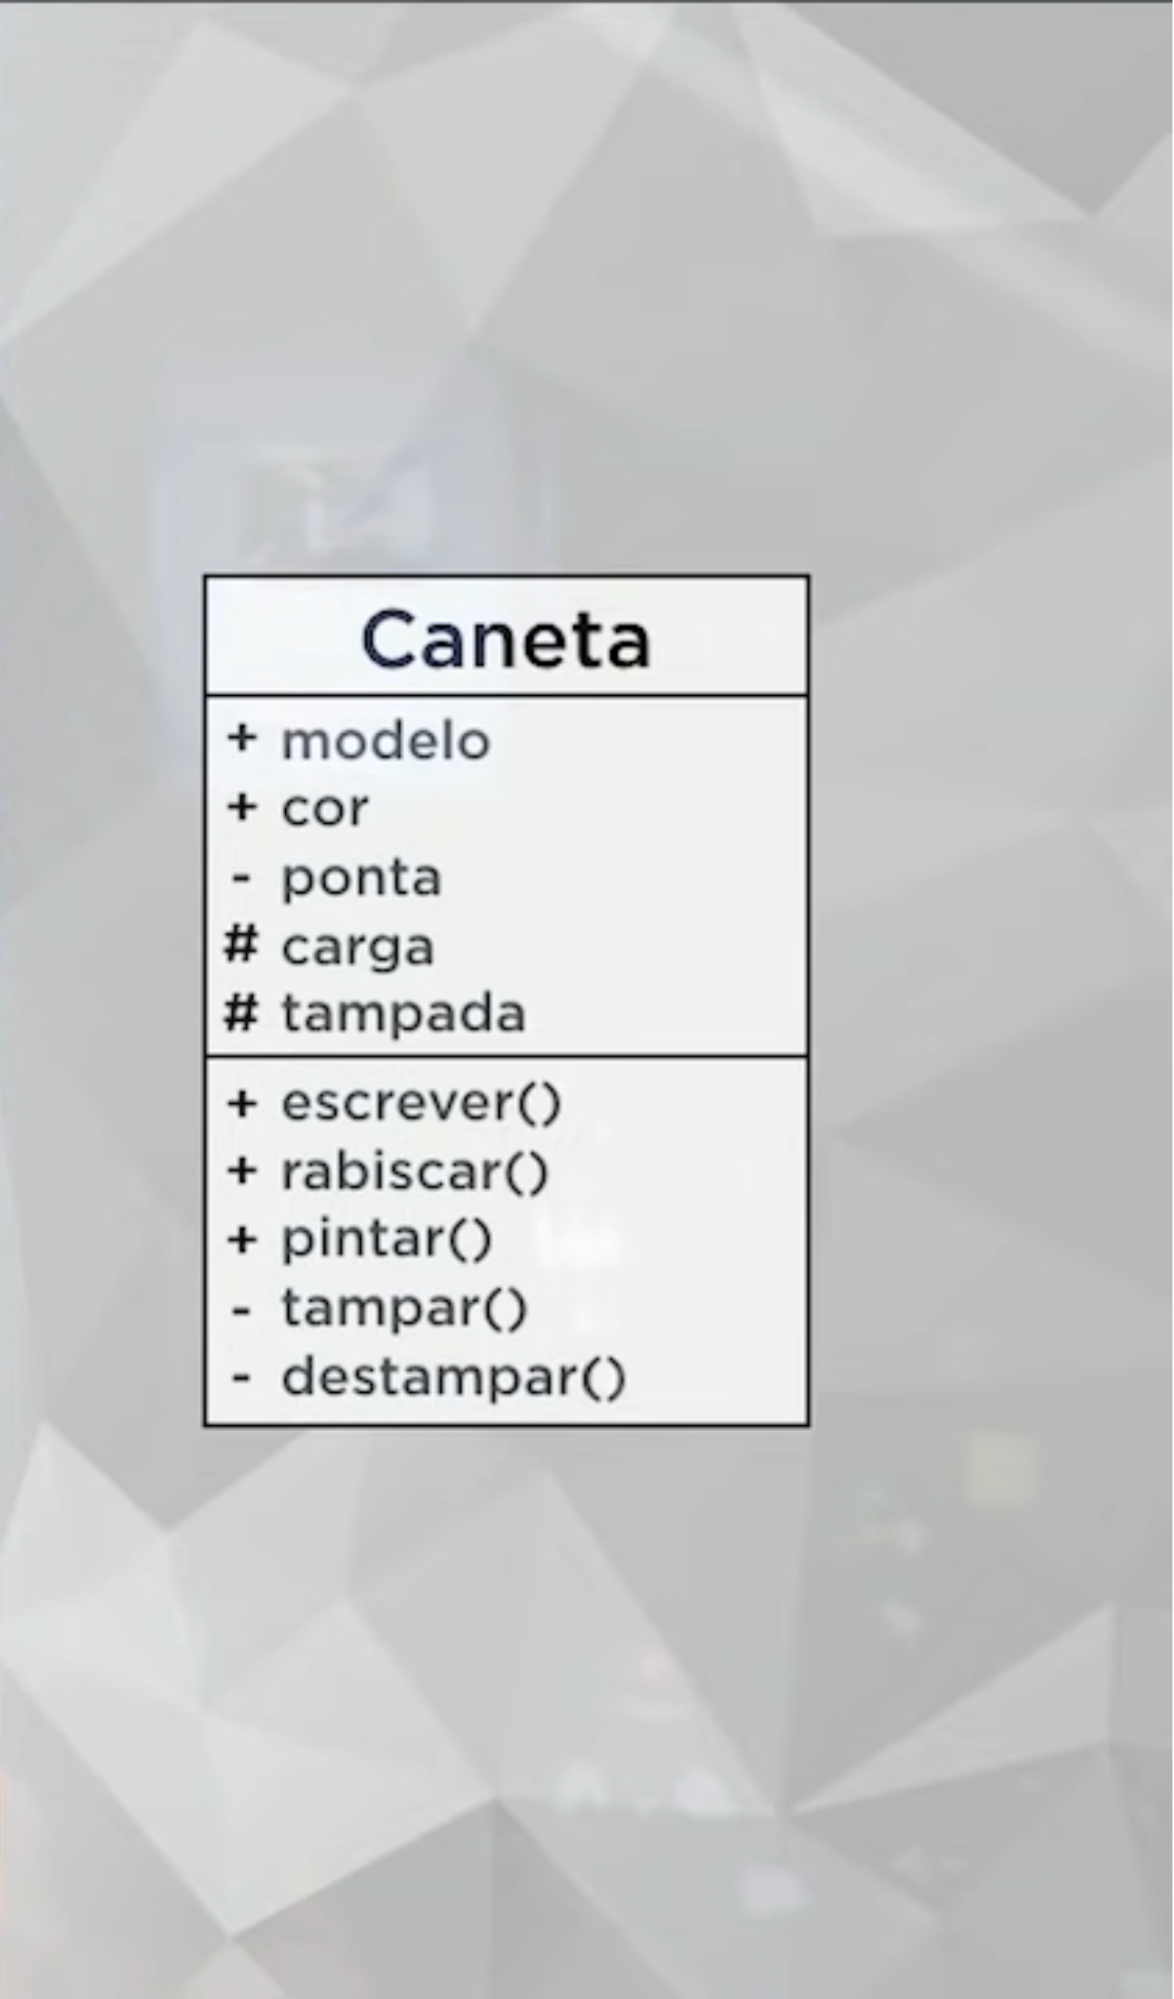 Caneta
+ modelo
+ cor
- ponta
# carga
# tampada
+ escrever()
+ rabiscar()
+ pintar()
- tampar()
- destampar()